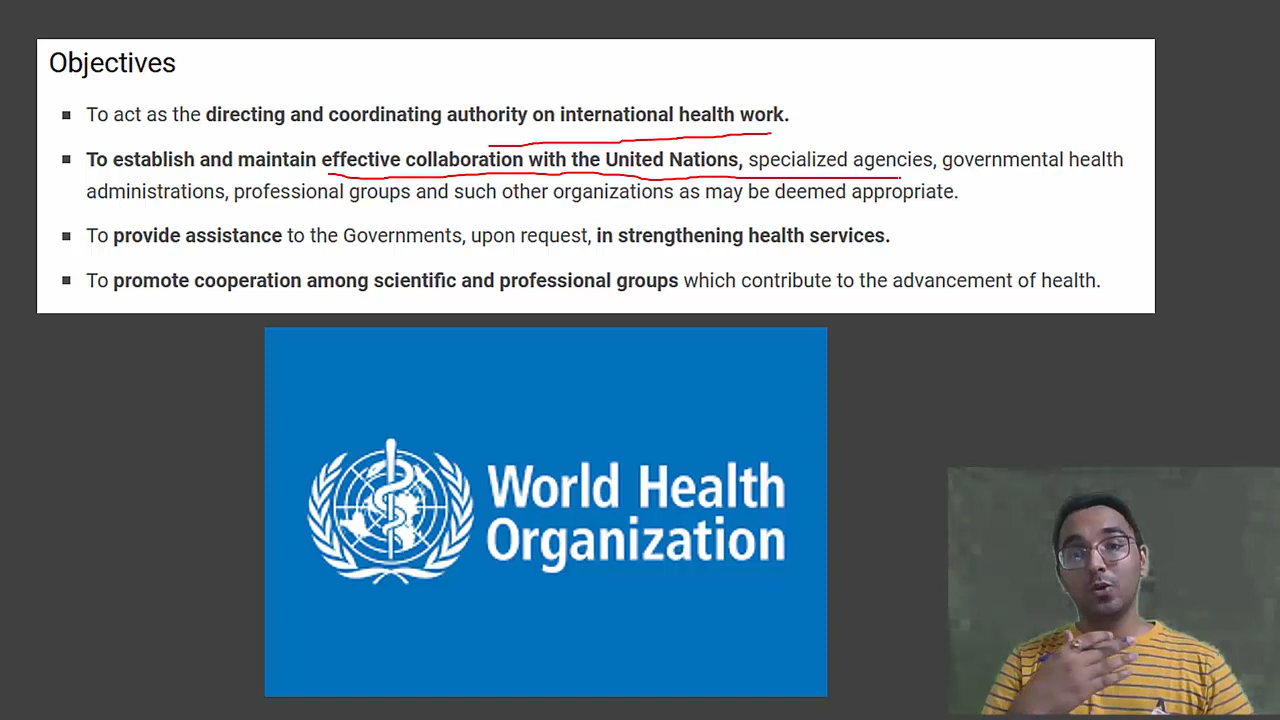 Objectives
▪ To act as the directing and coordinating authority on international health work.
▪ To establish and maintain effective collaboration with the United Nations, specialized agencies, governmental health
administrations, professional groups and such other organizations as may be deemed appropriate.
▪ To provide assistance to the Governments, upon request, in strengthening health services.
▪ To promote cooperation among scientific and professional groups which contribute to the advancement of health.
World Health
Organization